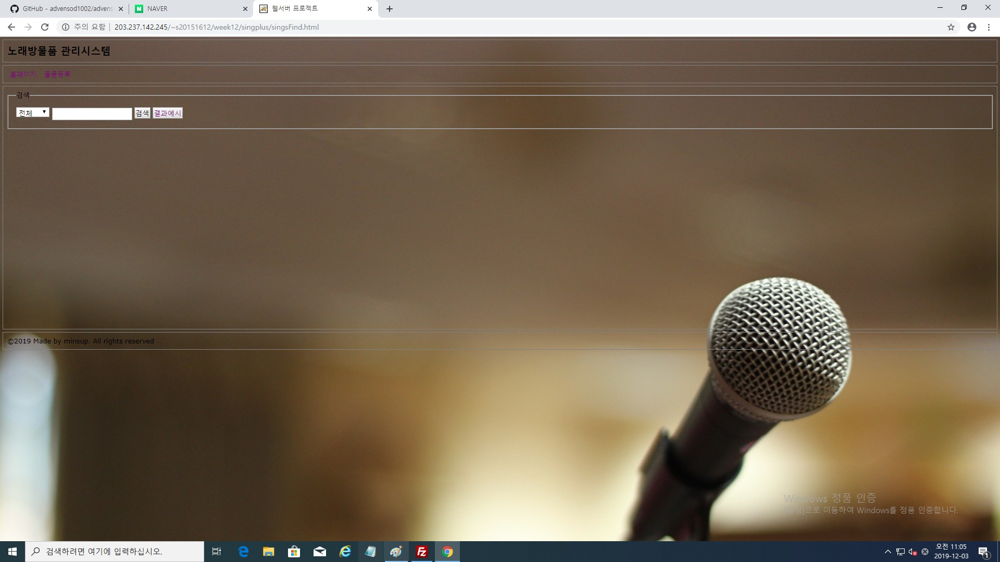 GitHub - advensod1002/advens
NAVER
웹서버 프로젝트
주의 요함
203.237.142.245/~s20151612/week12/singplus/singsFind.html
노래방물품 관리시스템
홈페이지 물품등록
검색
전체 검색 결과예시
©2019 Made by minsup. All rights reserved
Windows 정품 인증
으로 이동하여 Windows를 정품 인증합니다.
검색하려면 여기에 입력하십시오.
오전 11:05
2019-12-03
1